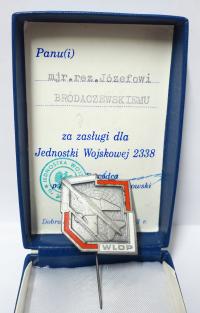 Panu(i)
mjr.rez.Józefowi
BRODACZEWSKIEMU
za zasługi dla
Jednostki Wojskowej 2338
WLOP